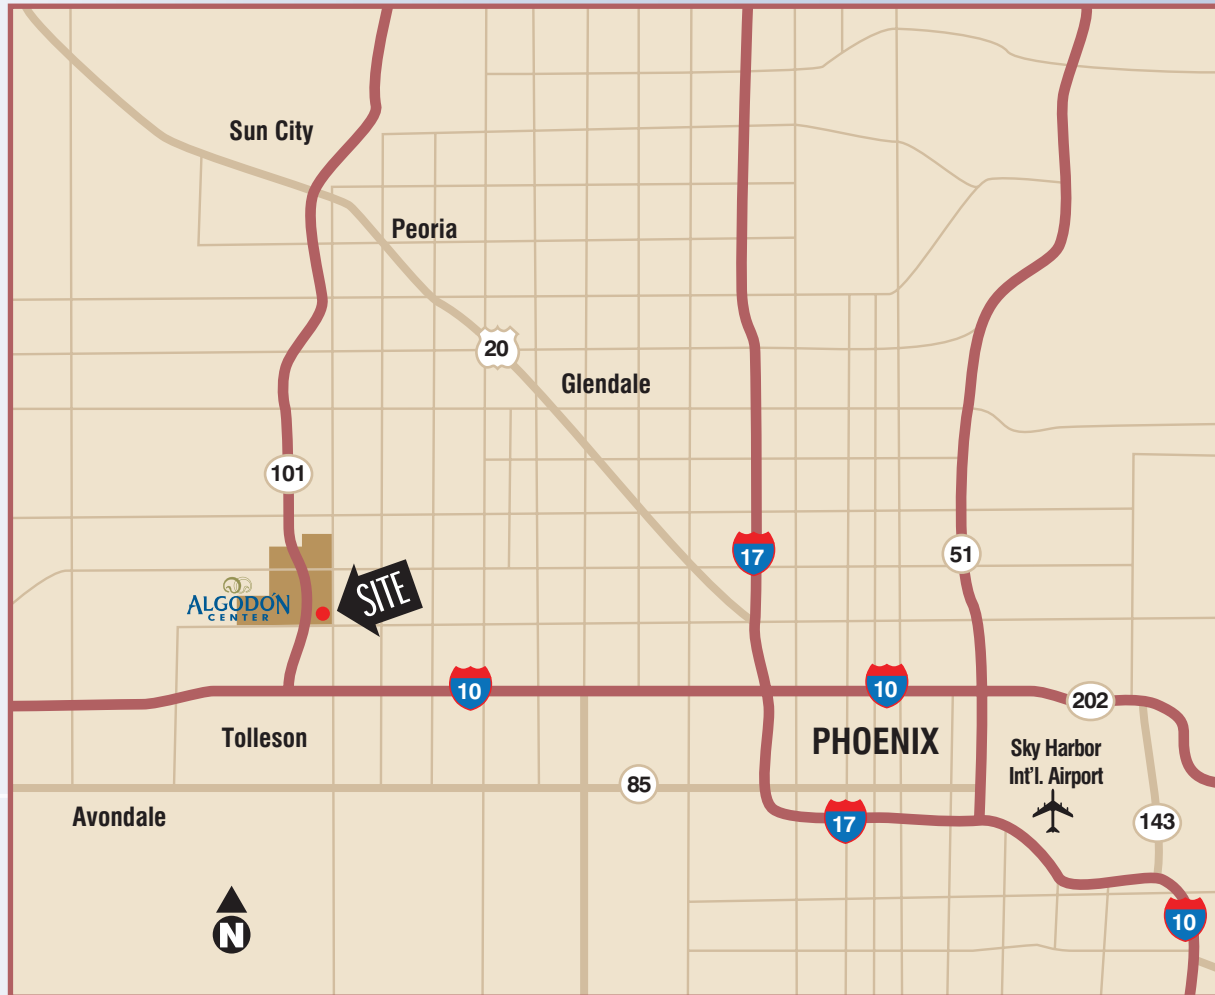 Sun City
Peoria
20
Glendale
101
17
51
SITE
ALGODÓN
CENTER
10
10
202
Tolleson
PHOENIX
Sky Harbor
Int'l. Airport
85
Avondale
17
143
N
10